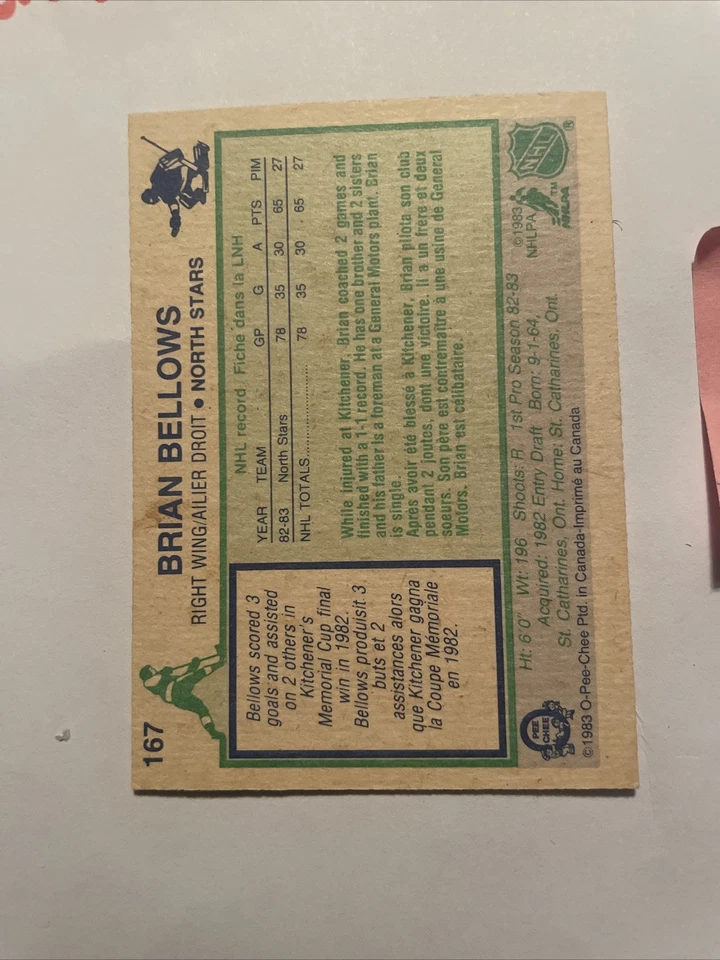 167
BRIAN BELLOWS
RIGHT WING/AILIER DROIT • NORTH STARS
Bellows scored 3
goals and assisted
on 2 others in
Kitchener's
Memorial Cup final
win in 1982.
Bellows produisit 3
buts et 2
assistances alors
que Kitchener gagna
la Coupe Mémoriale
en 1982.
NHL record Fiche dans la LNH
YEAR TEAM GP G A PTS PIM
82-83 North Stars 78 35 30 65 27
NHL TOTALS.................... 78 35 30 65 27
While injured at Kitchener, Brian coached 2 games and
finished with a 1-1 record. He has one brother and 2 sisters
and his father is a foreman at a General Motors plant. Brian
is single.
Après avoir été blessé à Kitchener, Brian pilota son club
pendant 2 joutes, dont une victoire. Il a un frère et deux
soeurs. Son père est contremaître à une usine de General
Motors. Brian est célibataire.
Ht: 6'0" Wt: 196 Shoots: R 1st Pro Season 82-83
Acquired: 1982 Entry Draft Born: 9-1-64,
St. Catharines, Ont. Home: St. Catharines, Ont.
O PEE CHEE
©1983 O-Pee-Chee Ptd. in Canada-Imprimé au Canada
©1983
NHLPA
TM
NHLPA
NHL
®